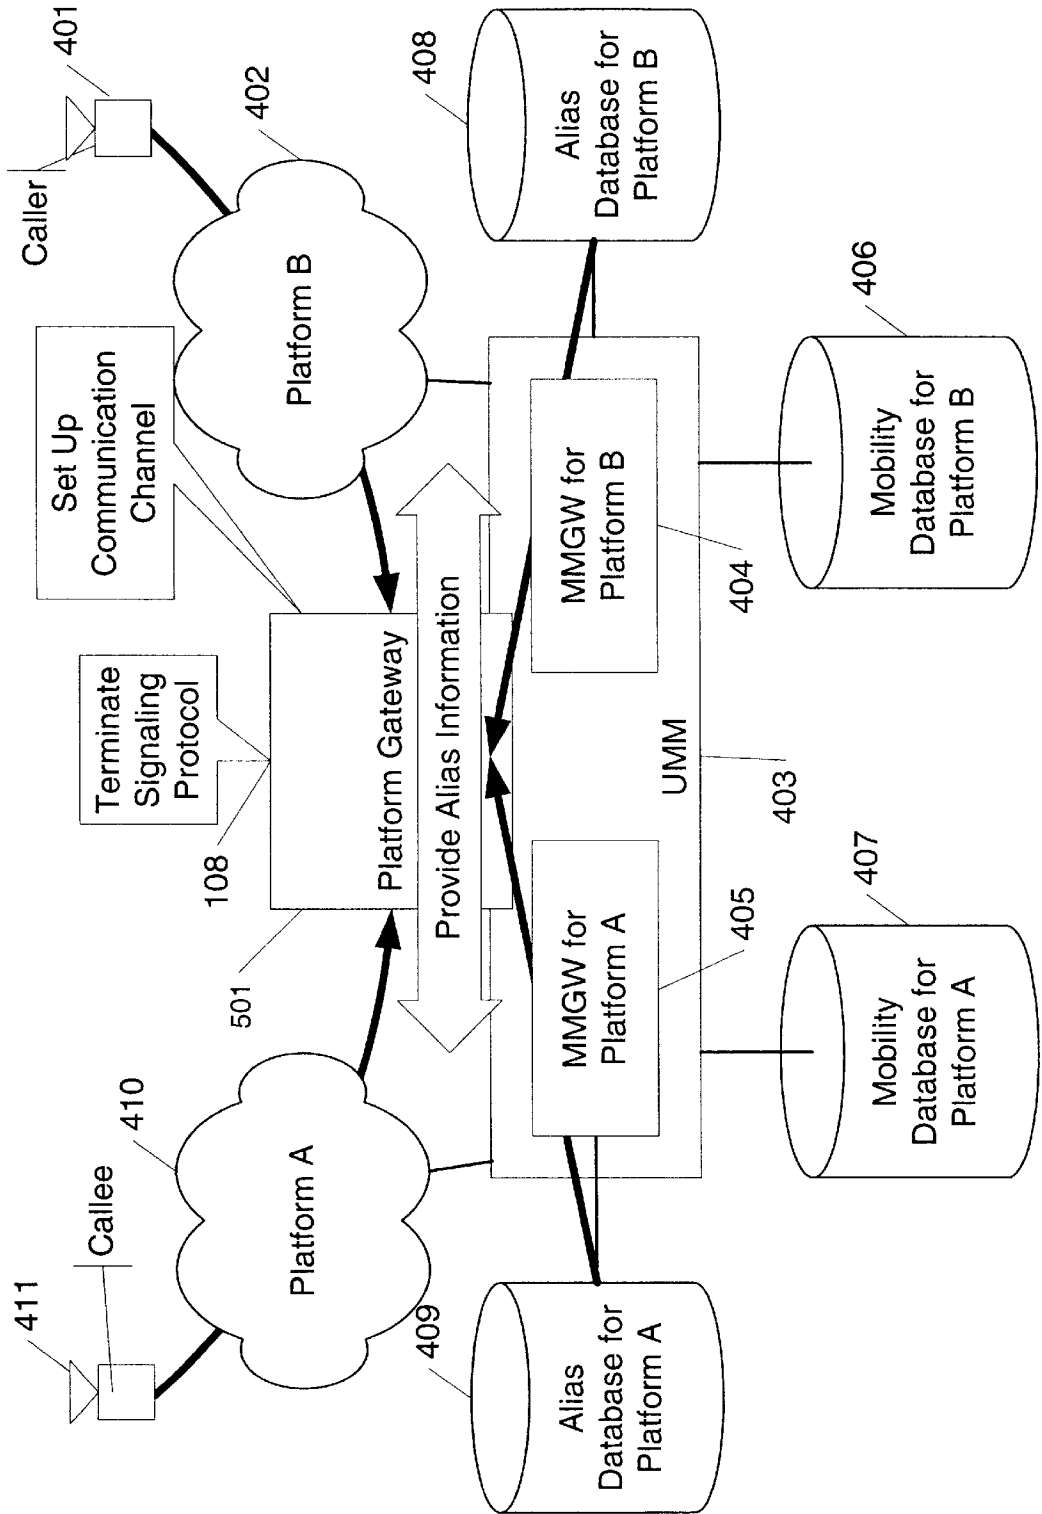 411
Callee
410
Platform A
501
108
Terminate
Signaling
Protocol
Set Up
Communication
Channel
Caller
401
402
Platform B
Platform Gateway
Provide Alias Information
409
Alias
Database for
Platform A
MMGW for
Platform A
405
UMM
403
MMGW for
Platform B
404
408
Alias
Database for
Platform B
407
Mobility
Database for
Platform A
406
Mobility
Database for
Platform B